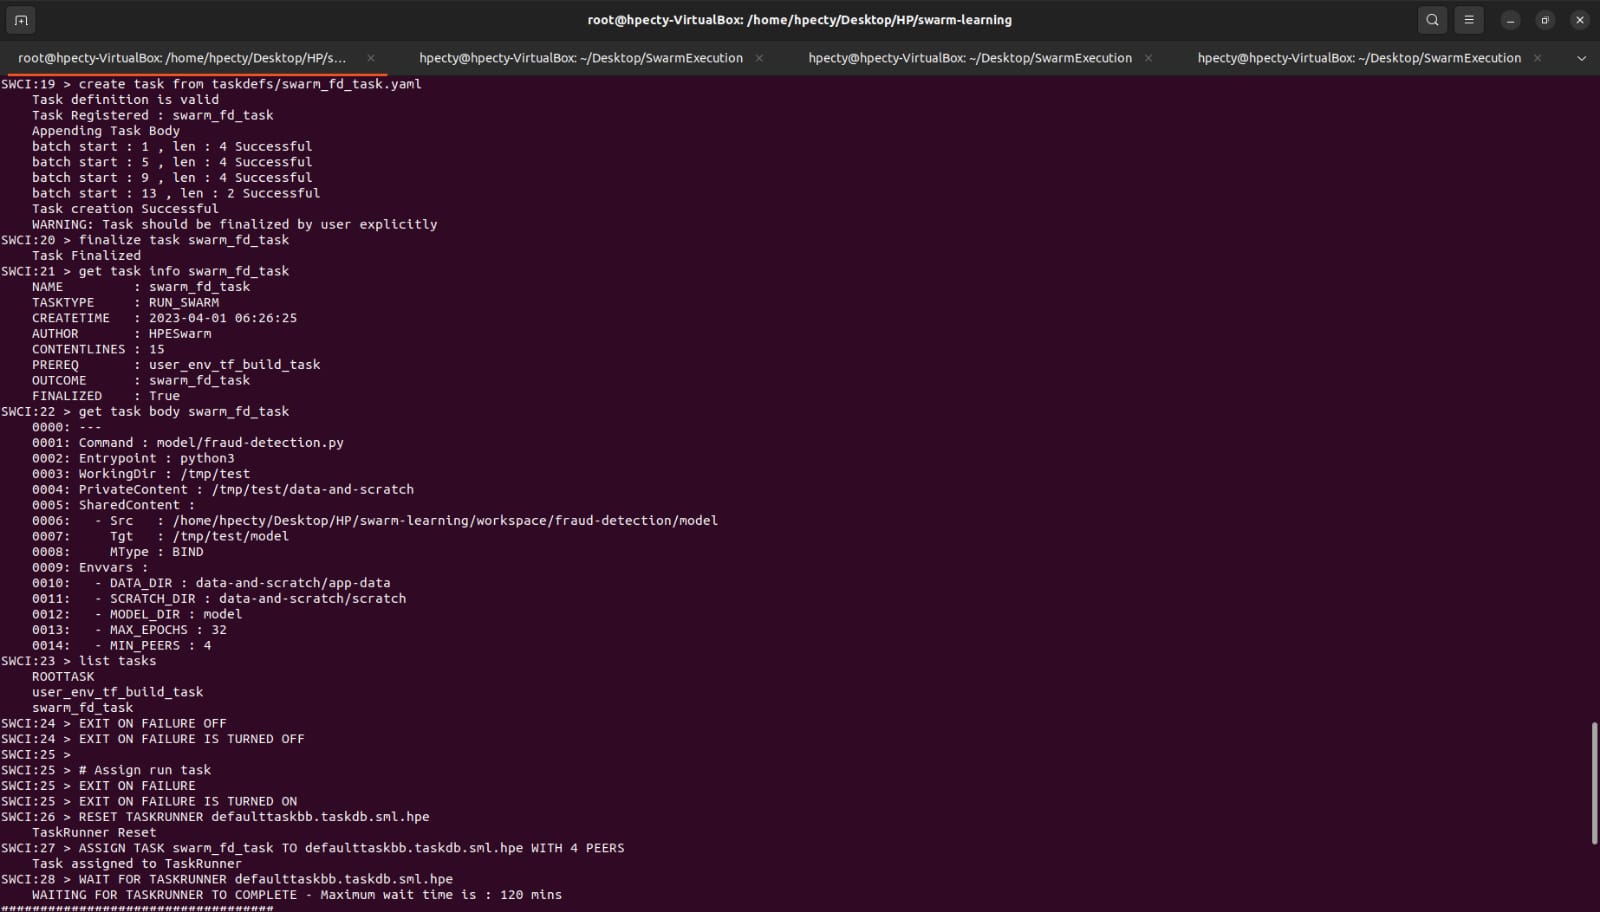 root@hpecty-VirtualBox: /home/hpecty/Desktop/HP/swarm-learning
root@hpecty-VirtualBox: /home/hpecty/Desktop/HP/s...
hpecty@hpecty-VirtualBox: ~/Desktop/SwarmExecution
hpecty@hpecty-VirtualBox: ~/Desktop/SwarmExecution
hpecty@hpecty-VirtualBox: ~/Desktop/SwarmExecution
SWCI:19 > create task from taskdefs/swarm_fd_task.yaml
    Task definition is valid
    Task Registered : swarm_fd_task
    Appending Task Body
    batch start : 1 , len : 4 Successful
    batch start : 5 , len : 4 Successful
    batch start : 9 , len : 4 Successful
    batch start : 13 , len : 2 Successful
    Task creation Successful
    WARNING: Task should be finalized by user explicitly
SWCI:20 > finalize task swarm_fd_task
    Task Finalized
SWCI:21 > get task info swarm_fd_task
    NAME         : swarm_fd_task
    TASKTYPE     : RUN_SWARM
    CREATETIME   : 2023-04-01 06:26:25
    AUTHOR       : HPESwarm
    CONTENTLINES : 15
    PREREQ       : user_env_tf_build_task
    OUTCOME      : swarm_fd_task
    FINALIZED    : True
SWCI:22 > get task body swarm_fd_task
    0000: ---
    0001: Command : model/fraud-detection.py
    0002: Entrypoint : python3
    0003: WorkingDir : /tmp/test
    0004: PrivateContent : /tmp/test/data-and-scratch
    0005: SharedContent :
    0006:   - Src   : /home/hpecty/Desktop/HP/swarm-learning/workspace/fraud-detection/model
    0007:     Tgt   : /tmp/test/model
    0008:     MType : BIND
    0009: Envvars :
    0010:   - DATA_DIR : data-and-scratch/app-data
    0011:   - SCRATCH_DIR : data-and-scratch/scratch
    0012:   - MODEL_DIR : model
    0013:   - MAX_EPOCHS : 32
    0014:   - MIN_PEERS : 4
SWCI:23 > list tasks
    ROOTTASK
    user_env_tf_build_task
    swarm_fd_task
SWCI:24 > EXIT ON FAILURE OFF
SWCI:24 > EXIT ON FAILURE IS TURNED OFF
SWCI:25 >
SWCI:25 > # Assign run task
SWCI:25 > EXIT ON FAILURE
SWCI:25 > EXIT ON FAILURE IS TURNED ON
SWCI:26 > RESET TASKRUNNER defaulttaskbb.taskdb.sml.hpe
    TaskRunner Reset
SWCI:27 > ASSIGN TASK swarm_fd_task TO defaulttaskbb.taskdb.sml.hpe WITH 4 PEERS
    Task assigned to TaskRunner
SWCI:28 > WAIT FOR TASKRUNNER defaulttaskbb.taskdb.sml.hpe
    WAITING FOR TASKRUNNER TO COMPLETE - Maximum wait time is : 120 mins
###################################